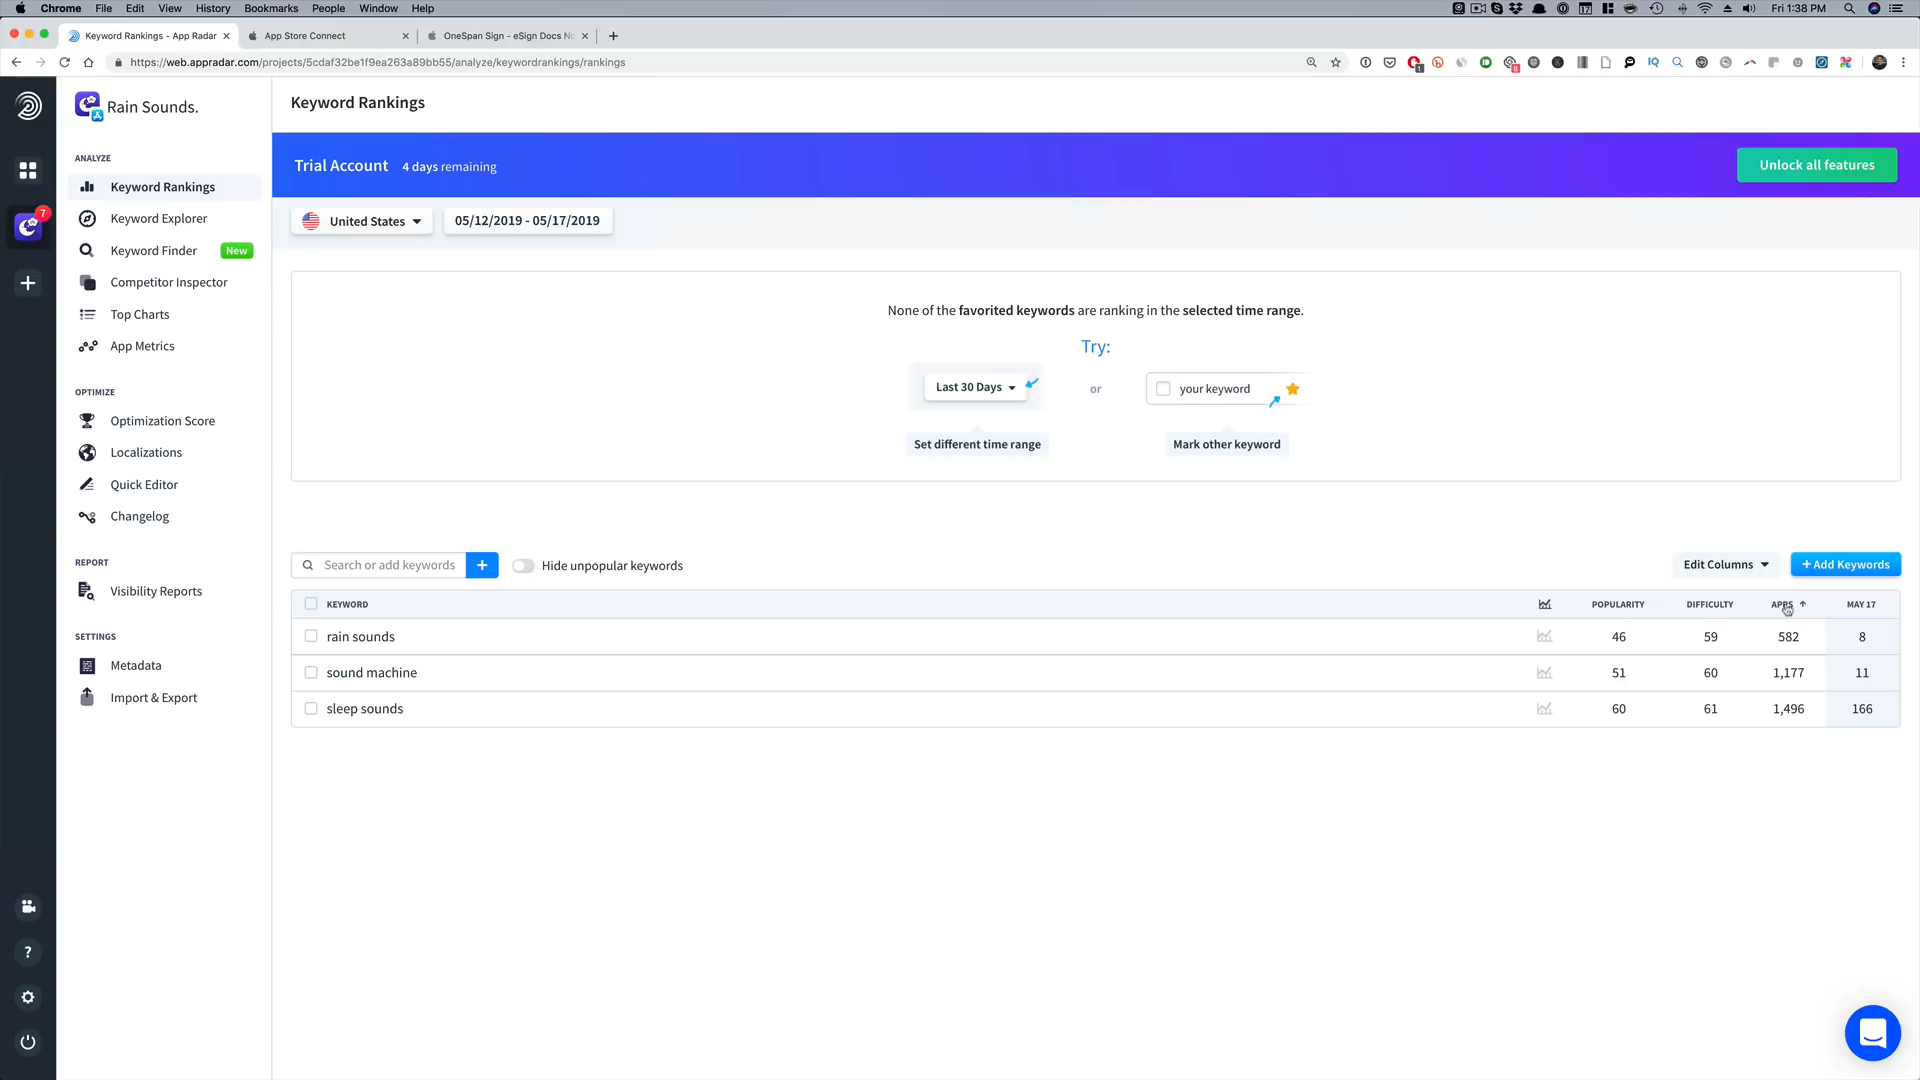 Chrome File Edit View History Bookmarks People Window Help
Fri 1:38 PM
Keyword Rankings - App Radar
App Store Connect
OneSpan Sign - eSign Docs No
https://web.appradar.com/projects/5cdaf32be1f9ea263a89bb55/analyze/keywordrankings/rankings
Rain Sounds.
Keyword Rankings
ANALYZE
Trial Account 4 days remaining
Unlock all features
Keyword Rankings
7
United States
05/12/2019 - 05/17/2019
Keyword Explorer
Keyword Finder New
Competitor Inspector
Top Charts
App Metrics
None of the favorited keywords are ranking in the selected time range.
Try:
Last 30 Days
or
your keyword
Set different time range
Mark other keyword
OPTIMIZE
Optimization Score
Localizations
Quick Editor
Changelog
REPORT
Visibility Reports
SETTINGS
Metadata
Import & Export
Search or add keywords
+
Hide unpopular keywords
Edit Columns
+ Add Keywords
KEYWORD POPULARITY DIFFICULTY APPS MAY 17
rain sounds 46 59 582 8
sound machine 51 60 1,177 11
sleep sounds 60 61 1,496 166